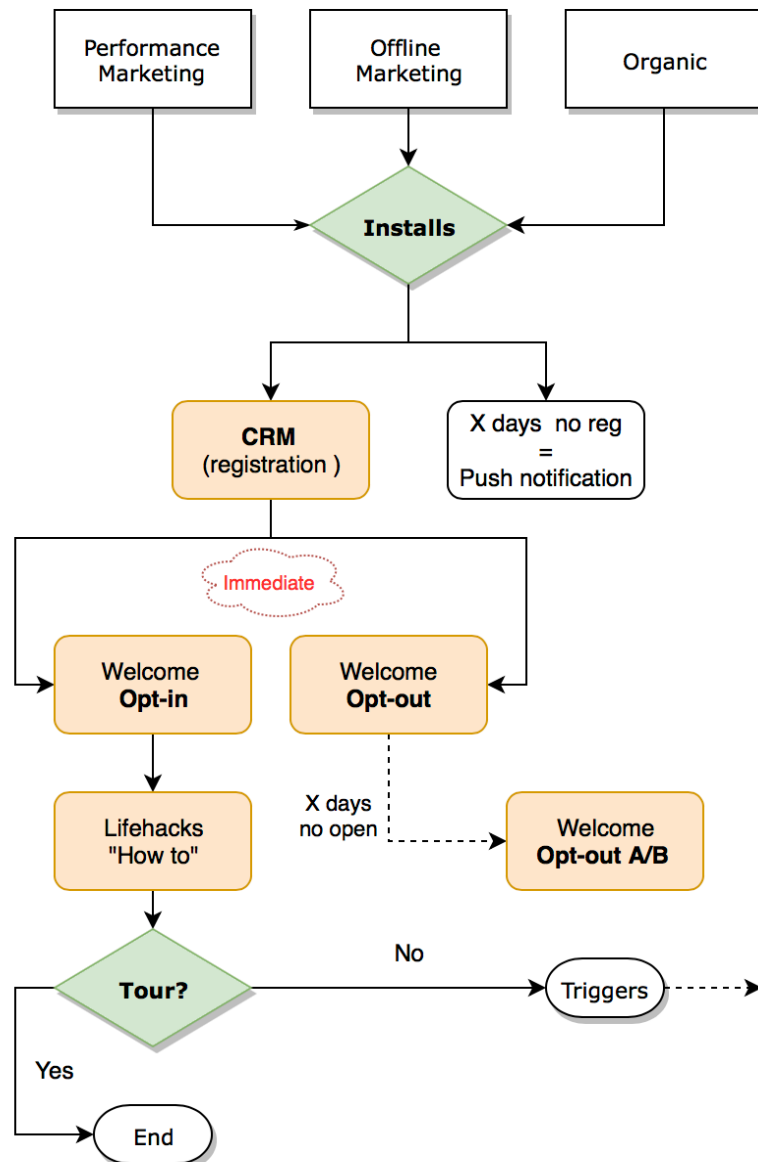 Performance
Marketing
Offline
Marketing
Organic
Installs
CRM
(registration )
X days  no reg
=
Push notification
Immediate
Welcome
Opt-in
Welcome
Opt-out
X days
no open
Lifehacks
"How to"
Welcome
Opt-out A/B
Tour?
No
Triggers
Yes
End